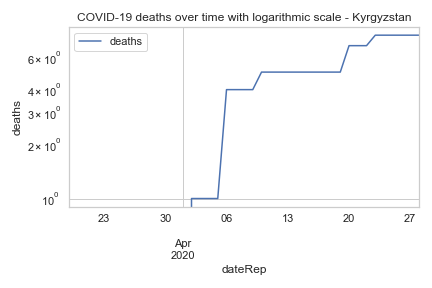 COVID-19 deaths over time with logarithmic scale - Kyrgyzstan
deaths
6 × 10⁰
4 × 10⁰
3 × 10⁰
2 × 10⁰
10⁰
deaths
23
30
06
13
20
27
Apr
2020
dateRep